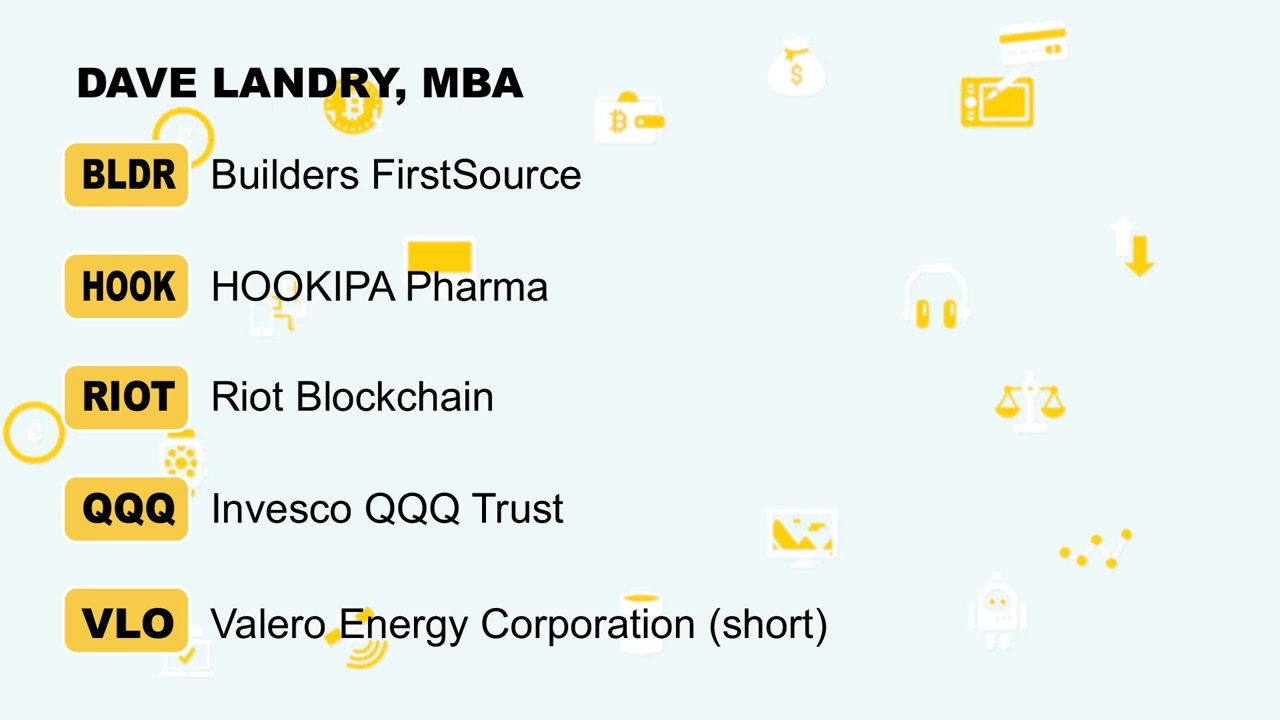 DAVE LANDRY, MBA
BLDR Builders FirstSource
HOOK HOOKIPA Pharma
RIOT Riot Blockchain
QQQ Invesco QQQ Trust
VLO Valero Energy Corporation (short)